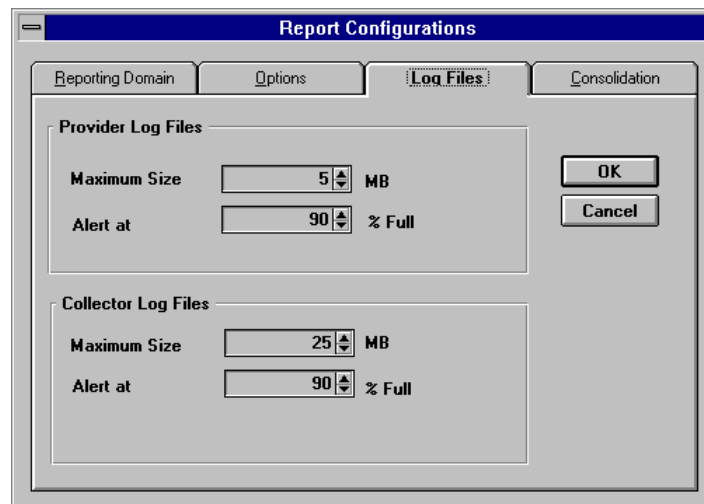 Report Configurations
Reporting Domain Options Log Files Consolidation
Provider Log Files
Maximum Size 5 MB
Alert at 90 % Full
OK
Cancel
Collector Log Files
Maximum Size 25 MB
Alert at 90 % Full